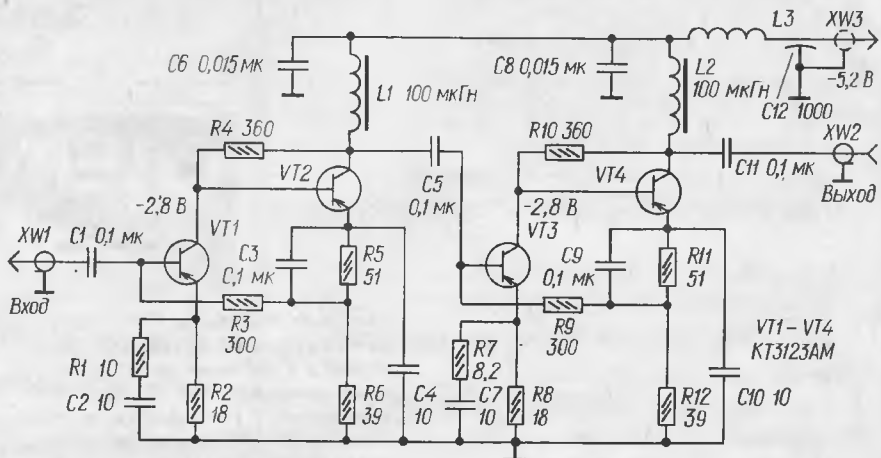 L3
XW3
C6 0,015 мк
C8 0,015 мк
-5,2 В
L1 100 мкГн
L2
100 мкГн
C12 1000
R4 360
R10 360
XW2
VT2
C5
0,1 мк
VT4
C11 0,1 мк
Выход
-2,8 В
-2,8 В
XW1
C1 0,1 мк
VT1
C3
0,1 мк
R5
51
VT3
C9
0,1 мк
R11
51
Вход
R3
300
R9
300
VT1-VT4
КТ3123АМ
R1 10
R7
8,2
C2 10
R2
18
R6
39
C4
10
C7
10
R8
18
R12
39
C10 10